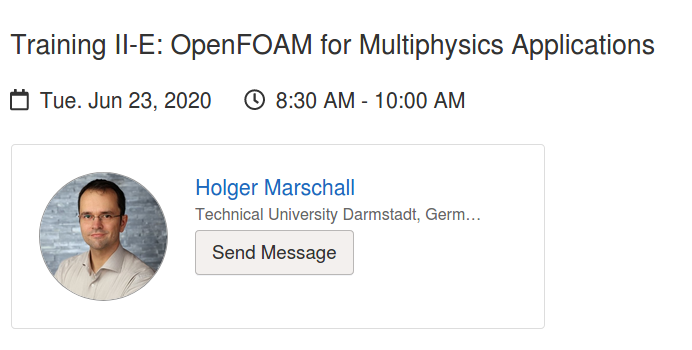 Training II-E: OpenFOAM for Multiphysics Applications
Tue. Jun 23, 2020 8:30 AM - 10:00 AM
Holger Marschall
Technical University Darmstadt, Germ…
Send Message